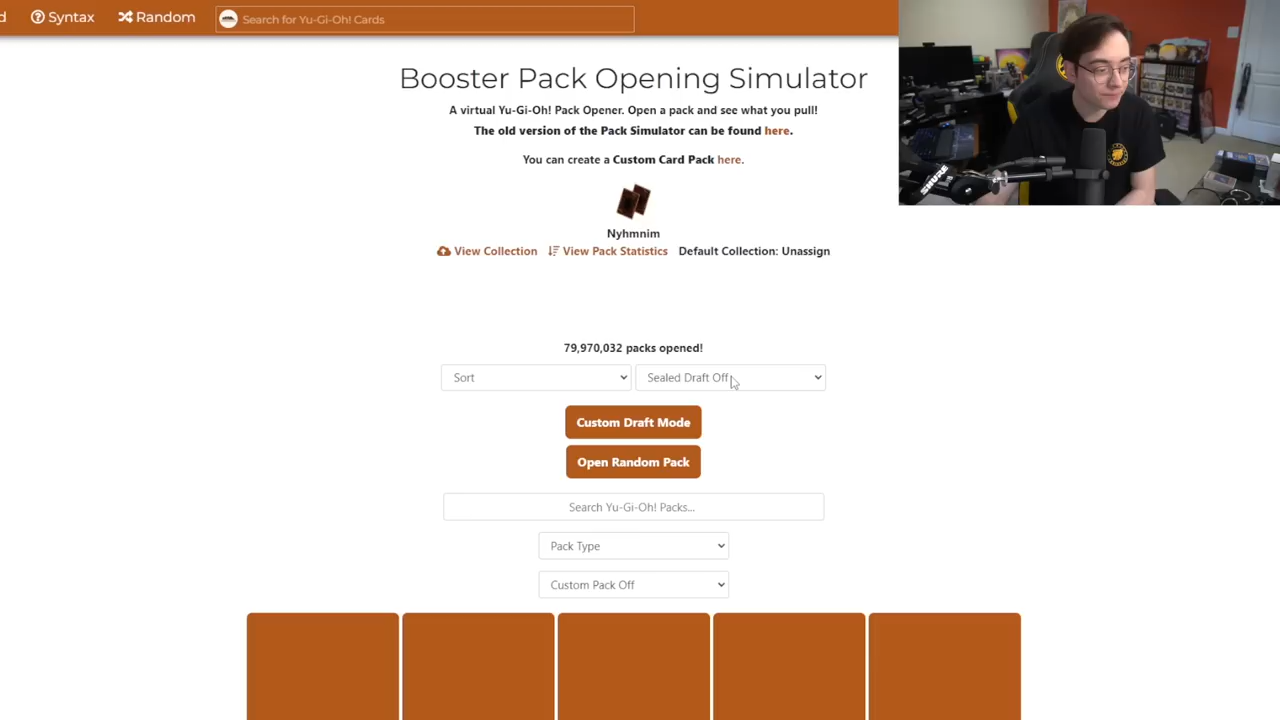 Syntax
Random
Search for Yu-Gi-Oh! Cards
Booster Pack Opening Simulator
A virtual Yu-Gi-Oh! Pack Opener. Open a pack and see what you pull!
The old version of the Pack Simulator can be found here.
You can create a Custom Card Pack here.
Nyhmnim
View Collection View Pack Statistics Default Collection: Unassign
79,970,032 packs opened!
Sort
Sealed Draft Off
Custom Draft Mode
Open Random Pack
Search Yu-Gi-Oh! Packs...
Pack Type
Custom Pack Off
SHURE